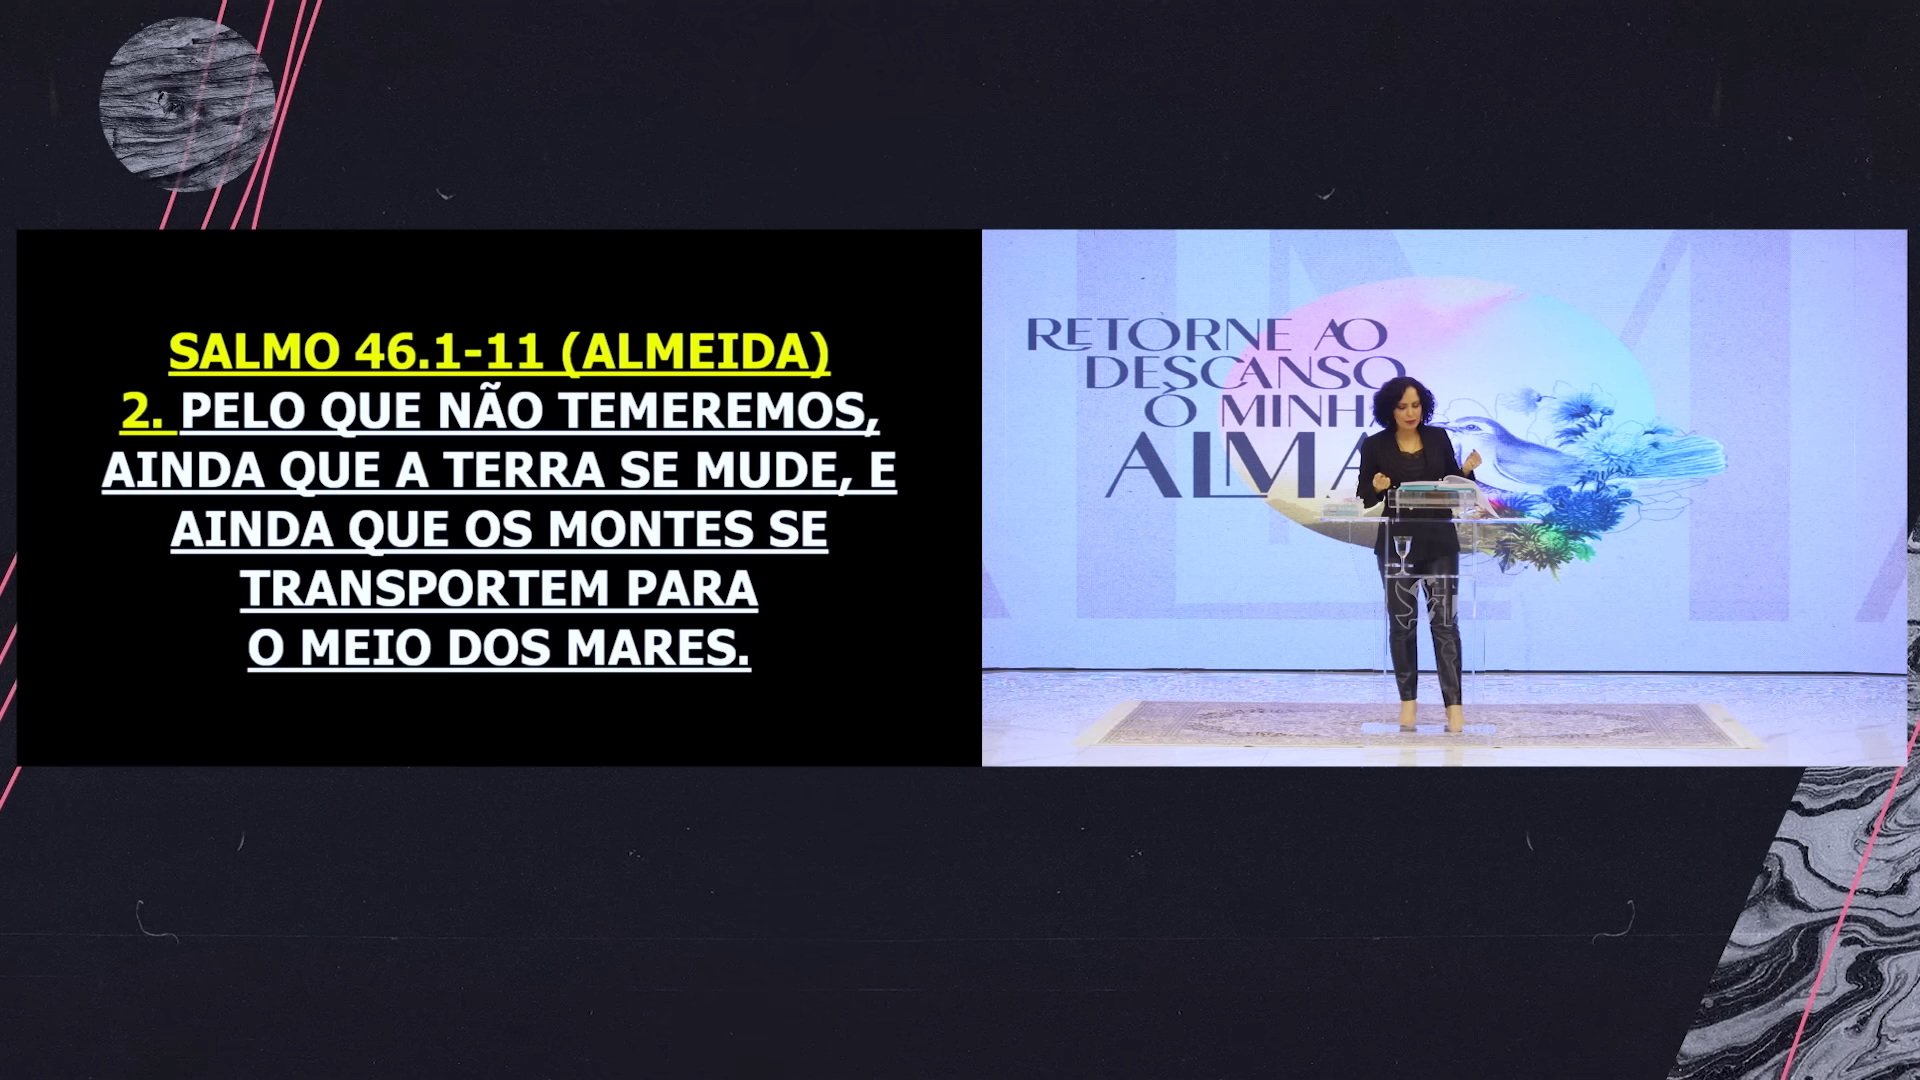 SALMO 46.1-11 (ALMEIDA)
2. PELO QUE NÃO TEMEREMOS,
AINDA QUE A TERRA SE MUDE, E
AINDA QUE OS MONTES SE
TRANSPORTEM PARA
O MEIO DOS MARES.
RETORNE AO
DESCANSO
Ó MINHA
ALMA